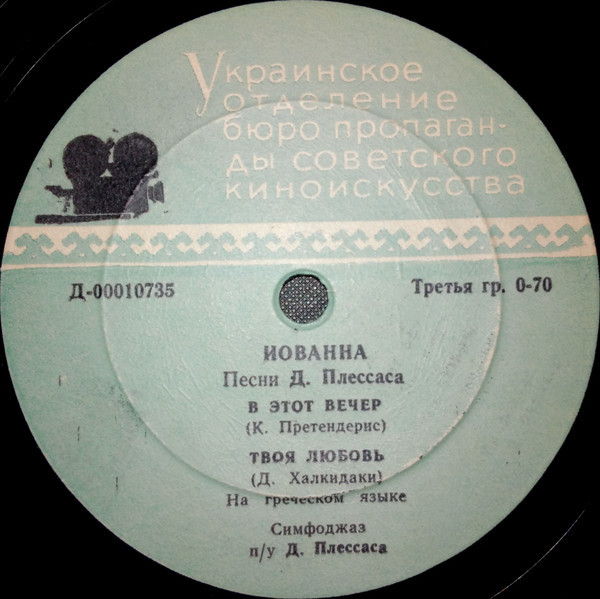 Украинское
отделение
бюро пропаган-
ды советского
киноискусства
Д-00010735
Третья гр. 0-70
ИОВАННА
Песни Д. Плессаса
В ЭТОТ ВЕЧЕР
(К. Претендерис)
ТВОЯ ЛЮБОВЬ
(Д. Халкидаки)
На греческом языке
Симфоджаз
п/у Д. Плессаса